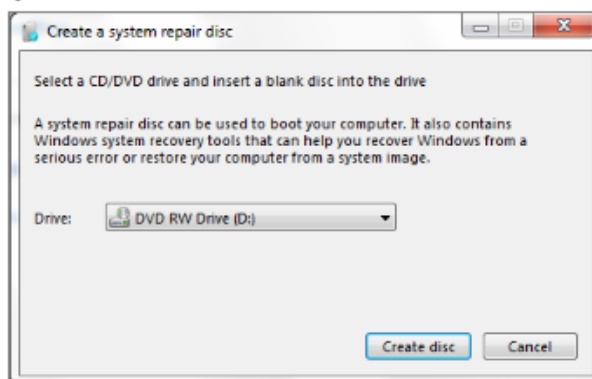 Create a system repair disc
Select a CD/DVD drive and insert a blank disc into the drive
A system repair disc can be used to boot your computer. It also contains
Windows system recovery tools that can help you recover Windows from a
serious error or restore your computer from a system image.
Drive: DVD RW Drive (D:)
Create disc Cancel